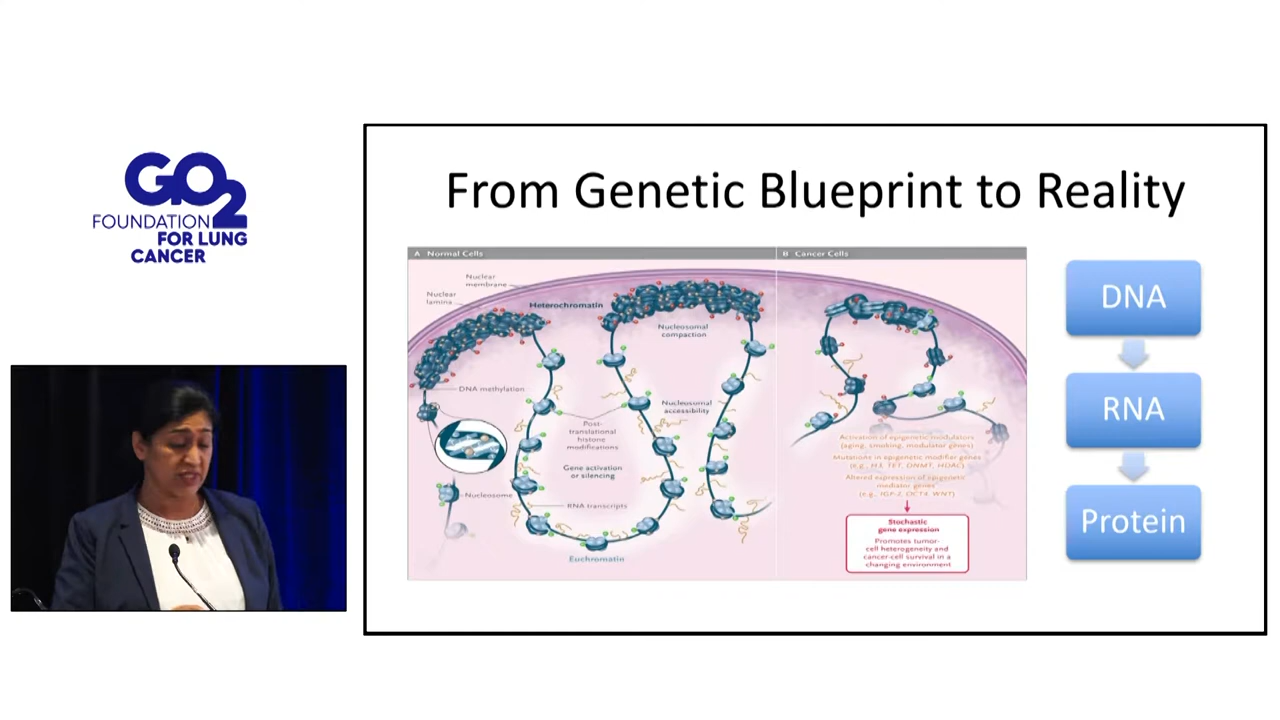 GO2
FOUNDATION
FOR LUNG
CANCER
From Genetic Blueprint to Reality
A Normal Cells
Nuclear
membrane
Nuclear
lamina
Heterochromatin
Nucleosomal
compaction
DNA methylation
Nucleosomal
accessibility
Post-
translational
histone
modifications
Gene activation
or silencing
Nucleosome
RNA transcripts
Euchromatin
B Cancer Cells
Activation of epigenetic modulators
(aging, smoking, modulator genes)
Mutations in epigenetic modifier genes
(e.g., H3, TET, DNMT, HDAC)
Altered expression of epigenetic
mediator genes
(e.g., IGF-2, OCT4, WNT)
Stochastic
gene expression
Promotes tumor-
cell heterogeneity and
cancer-cell survival in a
changing environment
DNA
RNA
Protein